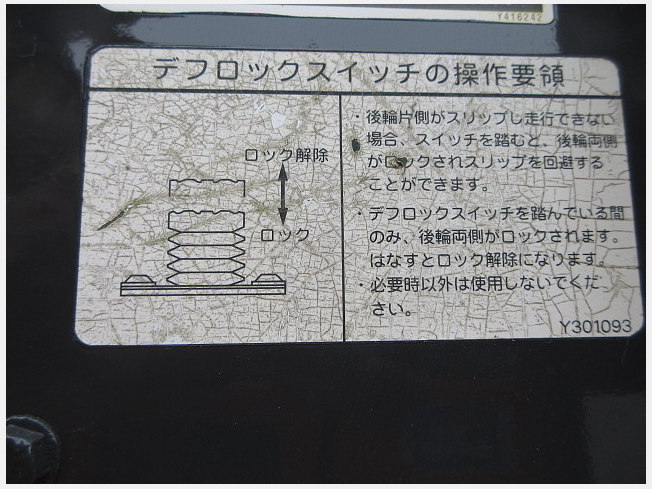 Y416242
デフロックスイッチの操作要領
ロック解除
ロック
・後輪片側がスリップし走行できない
場合、スイッチを踏むと、後輪両側
がロックされスリップを回避する
ことができます。
・デフロックスイッチを踏んでいる間
のみ、後輪両側がロックされます。
はなすとロック解除になります。
・必要時以外は使用しないでくだ
さい。
Y301093